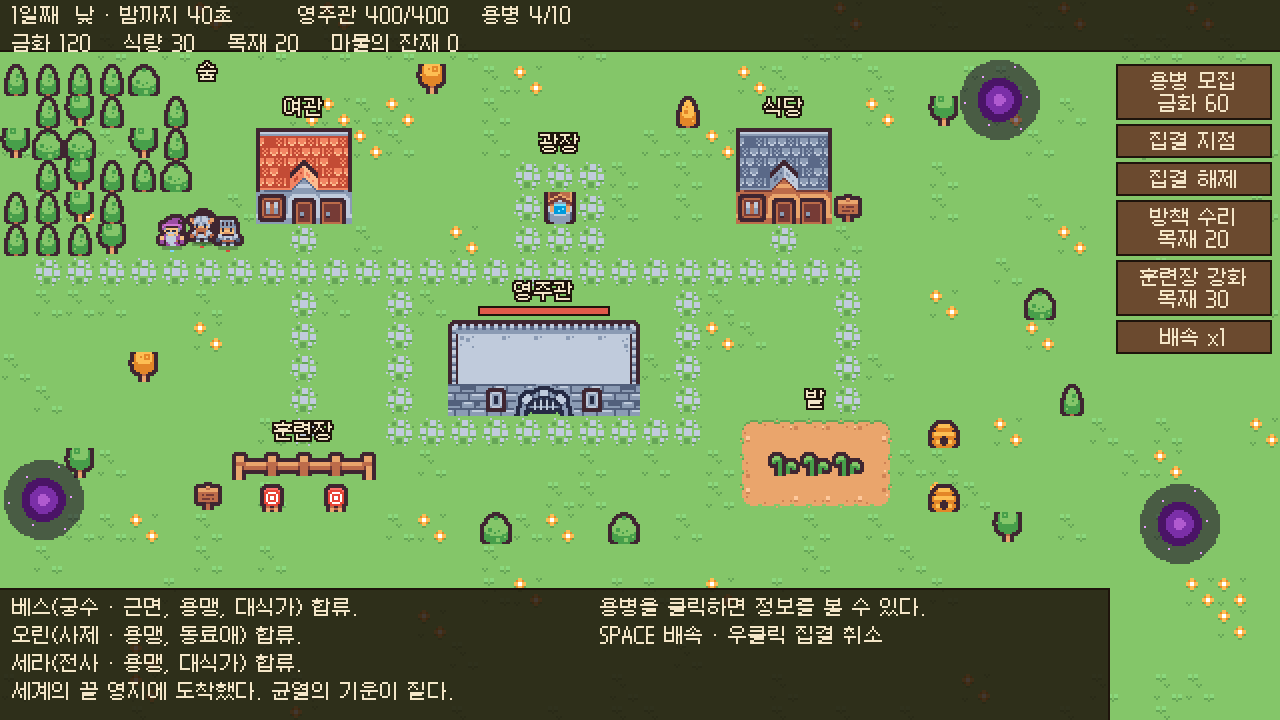 1일째 낮 · 밤까지 40초 영주관 400/400 용병 4/10
금화 120 식량 30 목재 20 마물의 잔재 0
숲
여관
식당
광장
용병 모집
금화 60
집결 지점
집결 해제
방책 수리
목재 20
훈련장 강화
목재 30
배속 x1
영주관
밭
훈련장
베스(궁수 · 근면, 용맹, 대식가) 합류.
오린(사제 · 용맹, 동료애) 합류.
세라(전사 · 용맹, 대식가) 합류.
세계의 끝 영지에 도착했다. 균열의 기운이 짙다.
용병을 클릭하면 정보를 볼 수 있다.
SPACE 배속 · 우클릭 집결 취소